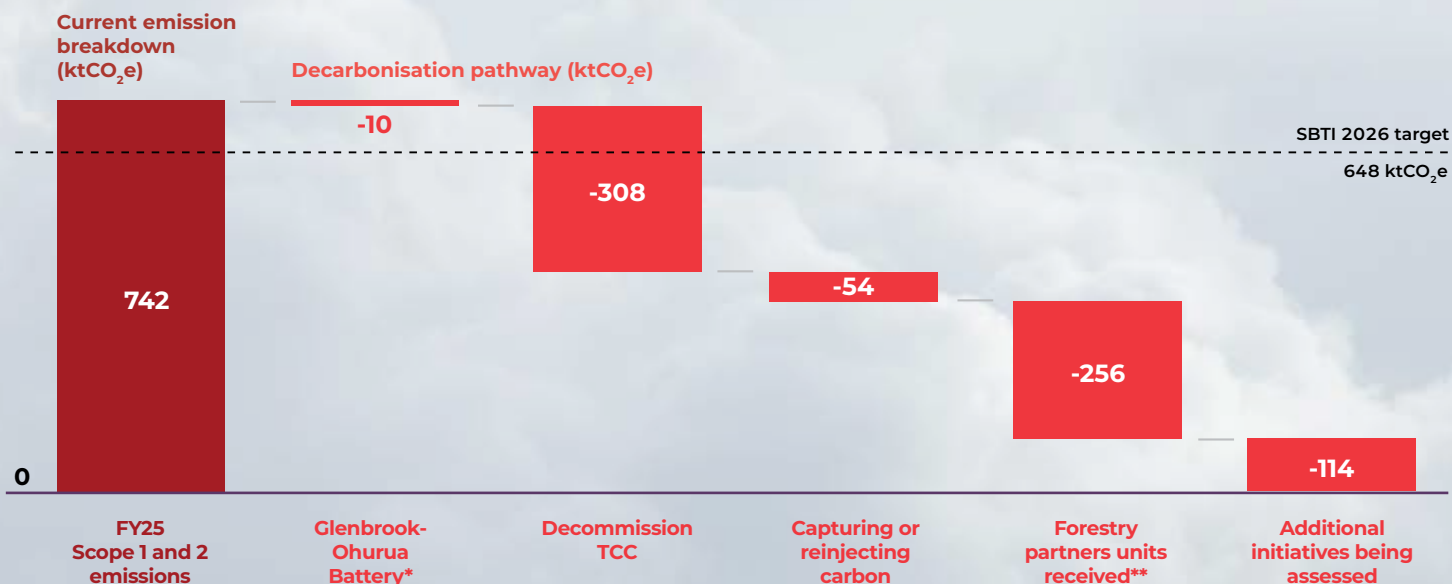 Current emission
breakdown
(ktCO₂e)
Decarbonisation pathway (ktCO₂e)
-10
SBTI 2026 target
648 ktCO₂e
-308
742
-54
-256
-114
0
FY25
Scope 1 and 2
emissions
Glenbrook-
Ohurua
Battery*
Decommission
TCC
Capturing or
reinjecting
carbon
Forestry
partners units
received**
Additional
initiatives being
assessed